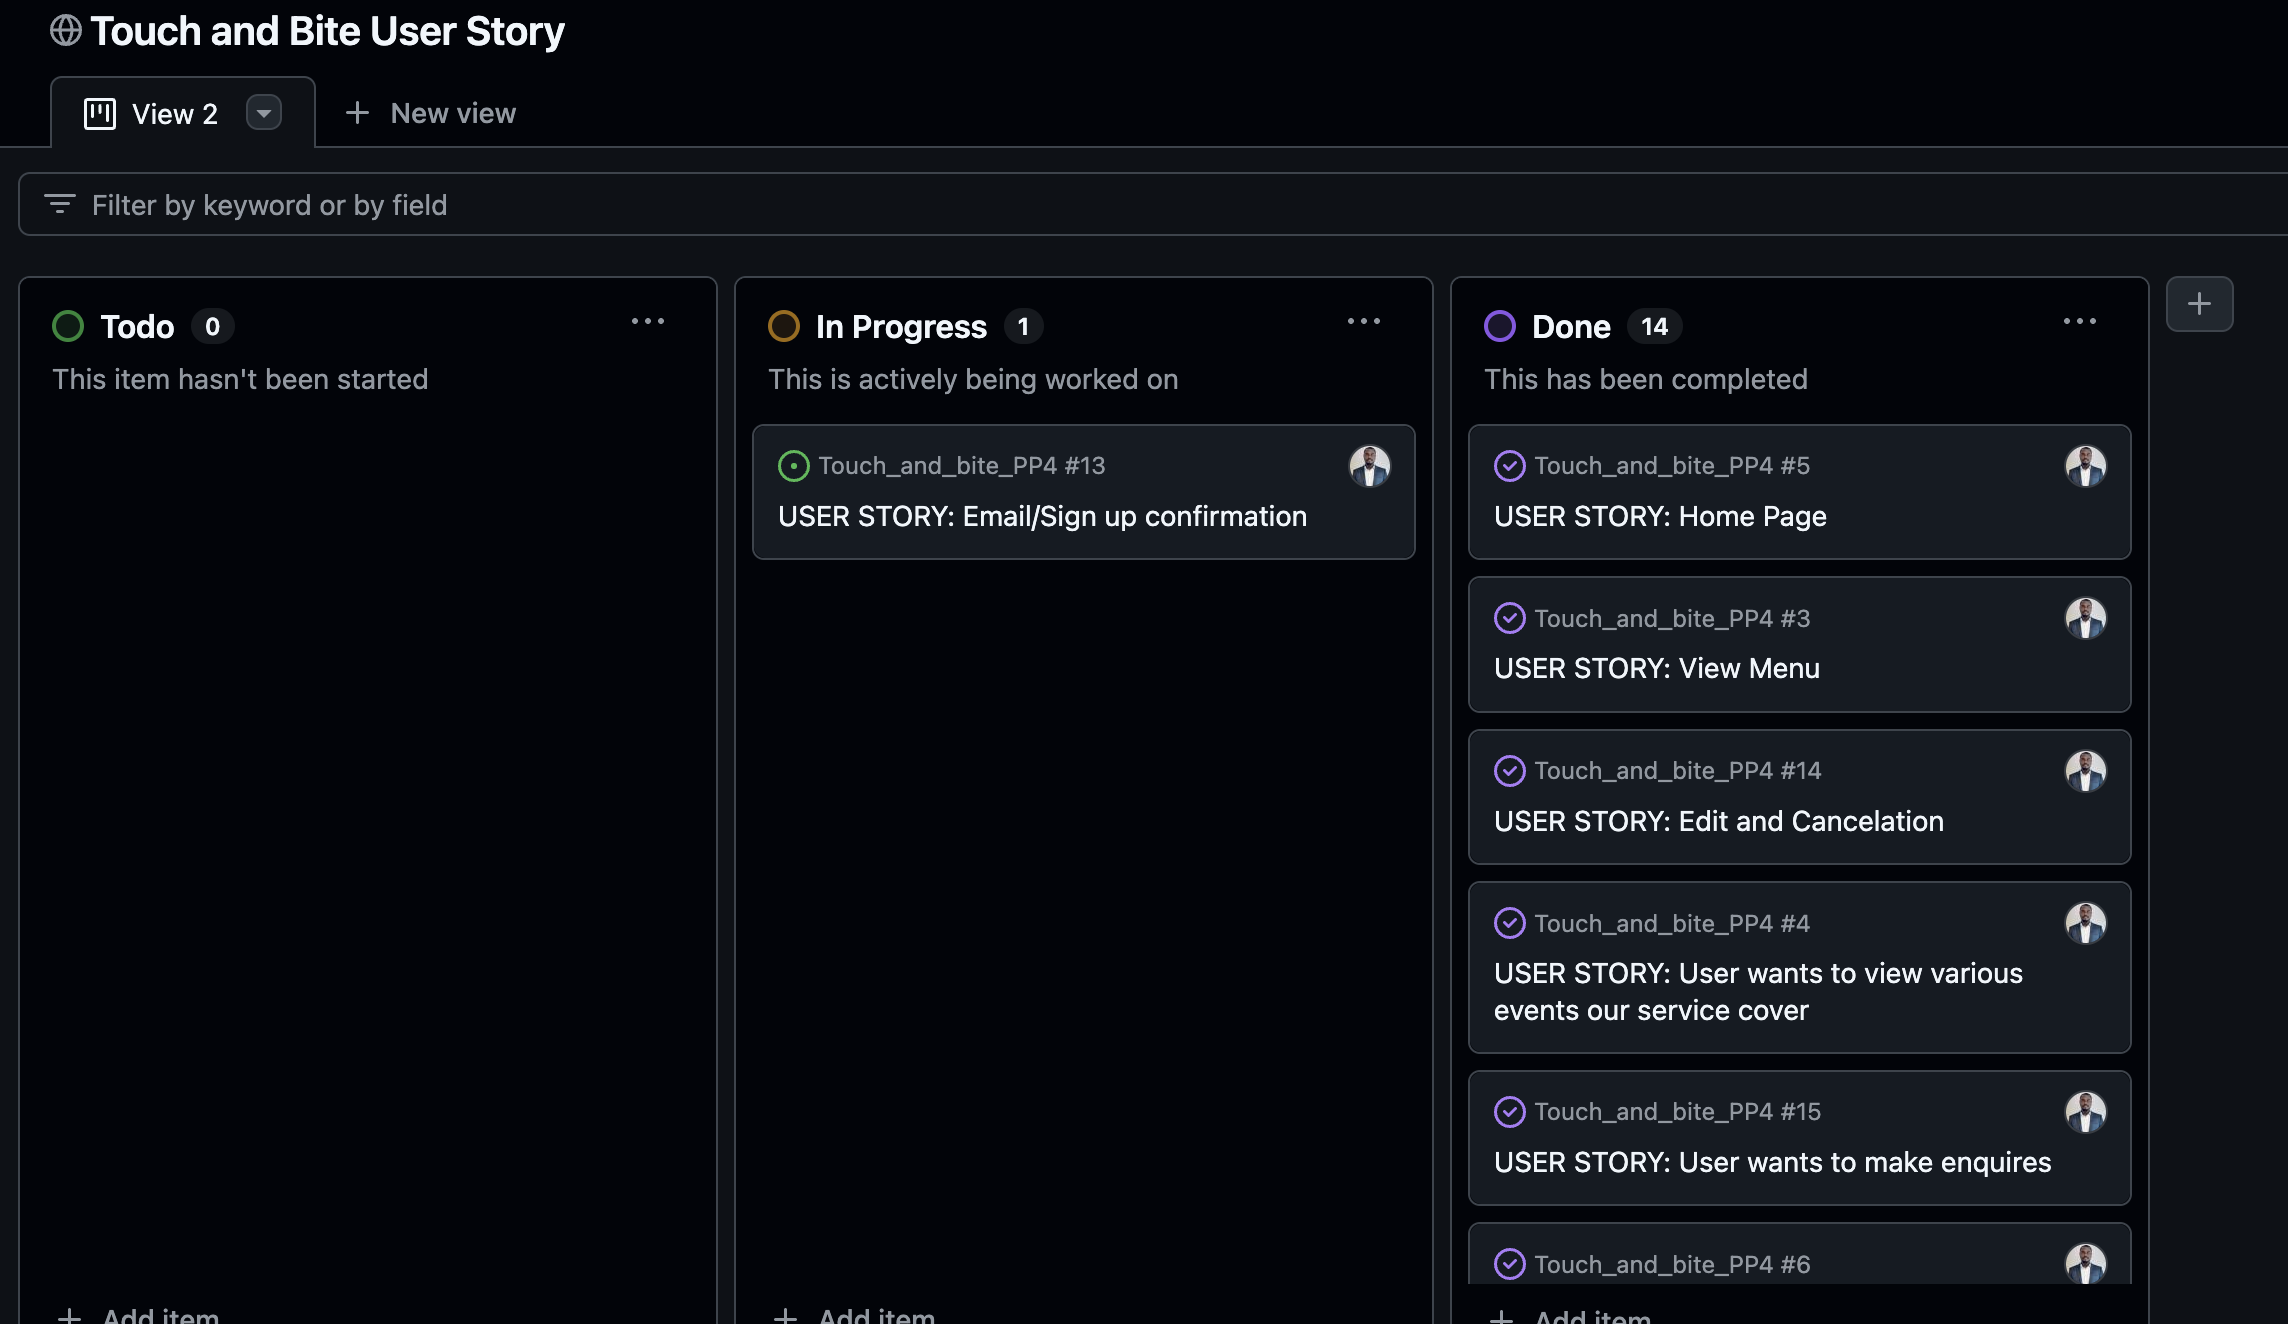 Touch and Bite User Story
View 2
New view
Filter by keyword or by field
Todo 0
This item hasn't been started
Add item
In Progress 1
This is actively being worked on
Touch_and_bite_PP4 #13
USER STORY: Email/Sign up confirmation
Add item
Done 14
This has been completed
Touch_and_bite_PP4 #5
USER STORY: Home Page
Touch_and_bite_PP4 #3
USER STORY: View Menu
Touch_and_bite_PP4 #14
USER STORY: Edit and Cancelation
Touch_and_bite_PP4 #4
USER STORY: User wants to view various
events our service cover
Touch_and_bite_PP4 #15
USER STORY: User wants to make enquires
Touch_and_bite_PP4 #6
Add item